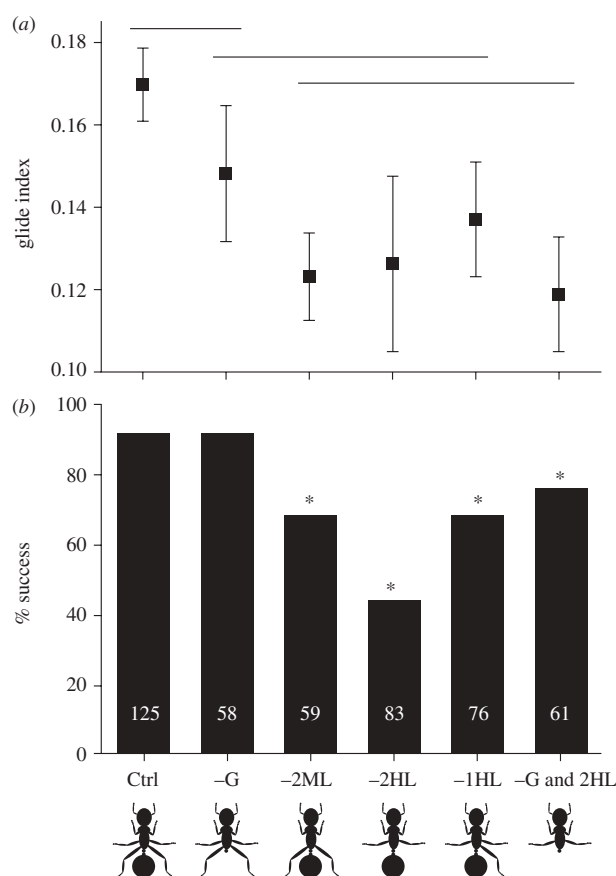 (a)
0.18
0.16
0.14
0.12
0.10
glide index
(b)
100
80
60
40
20
0
% success
* * * *
125 58 59 83 76 61
Ctrl –G –2ML –2HL –1HL –G and 2HL